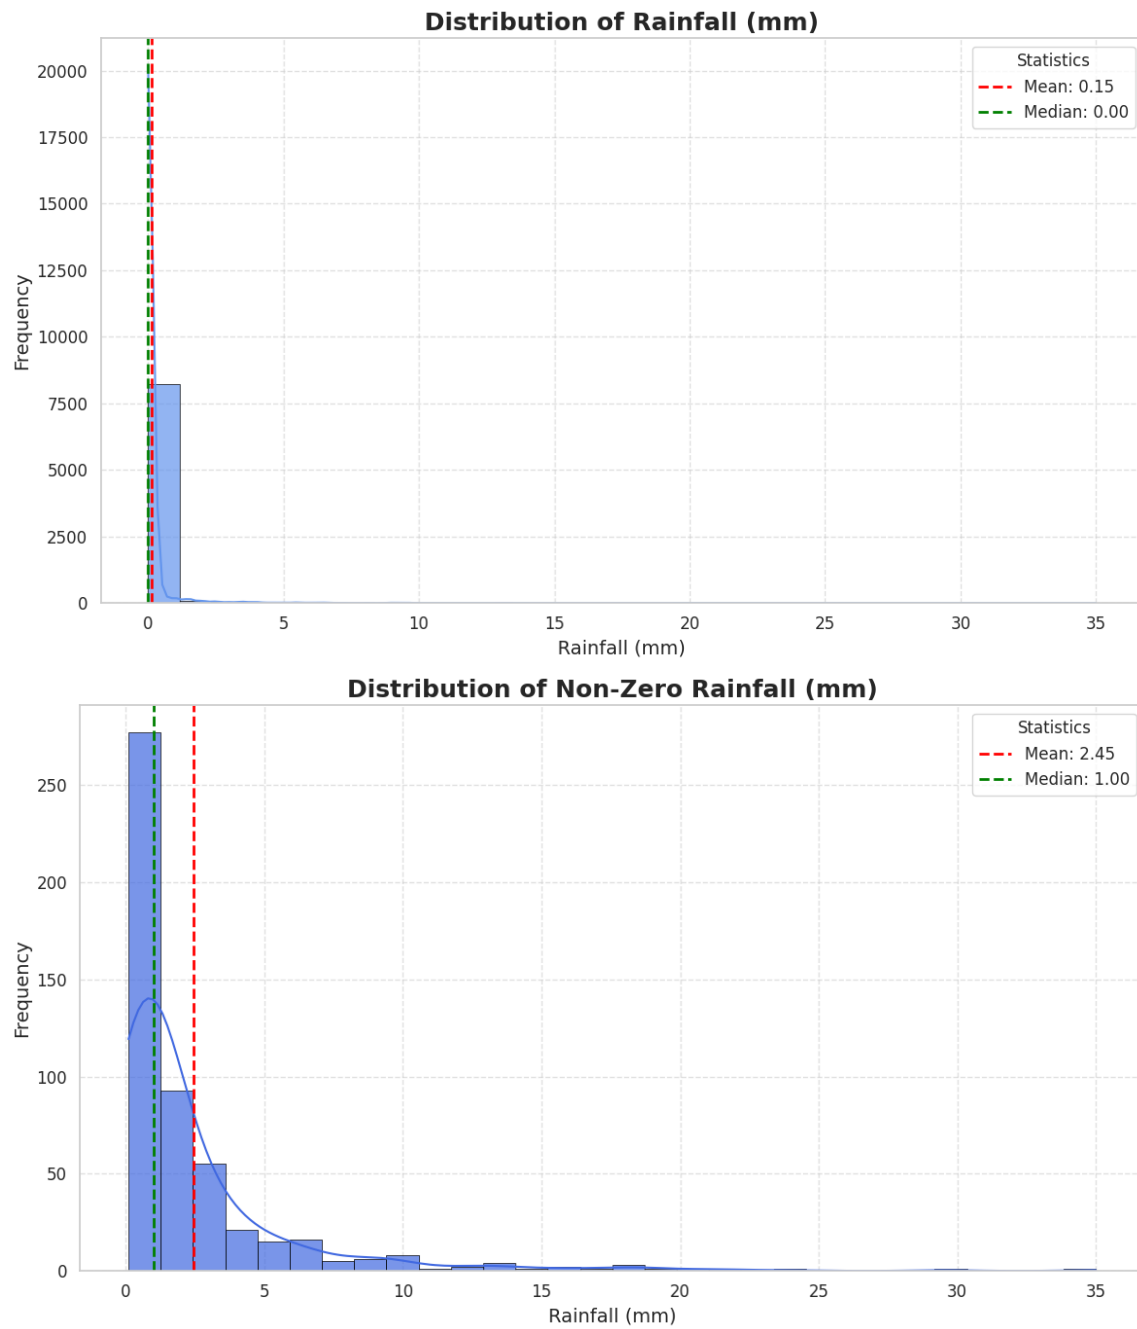 Distribution of Rainfall (mm)
Statistics
Mean: 0.15
Median: 0.00
20000
17500
15000
12500
10000
7500
5000
2500
0
Frequency
0 5 10 15 20 25 30 35
Rainfall (mm)
Distribution of Non-Zero Rainfall (mm)
Statistics
Mean: 2.45
Median: 1.00
250
200
150
100
50
0
Frequency
0 5 10 15 20 25 30 35
Rainfall (mm)